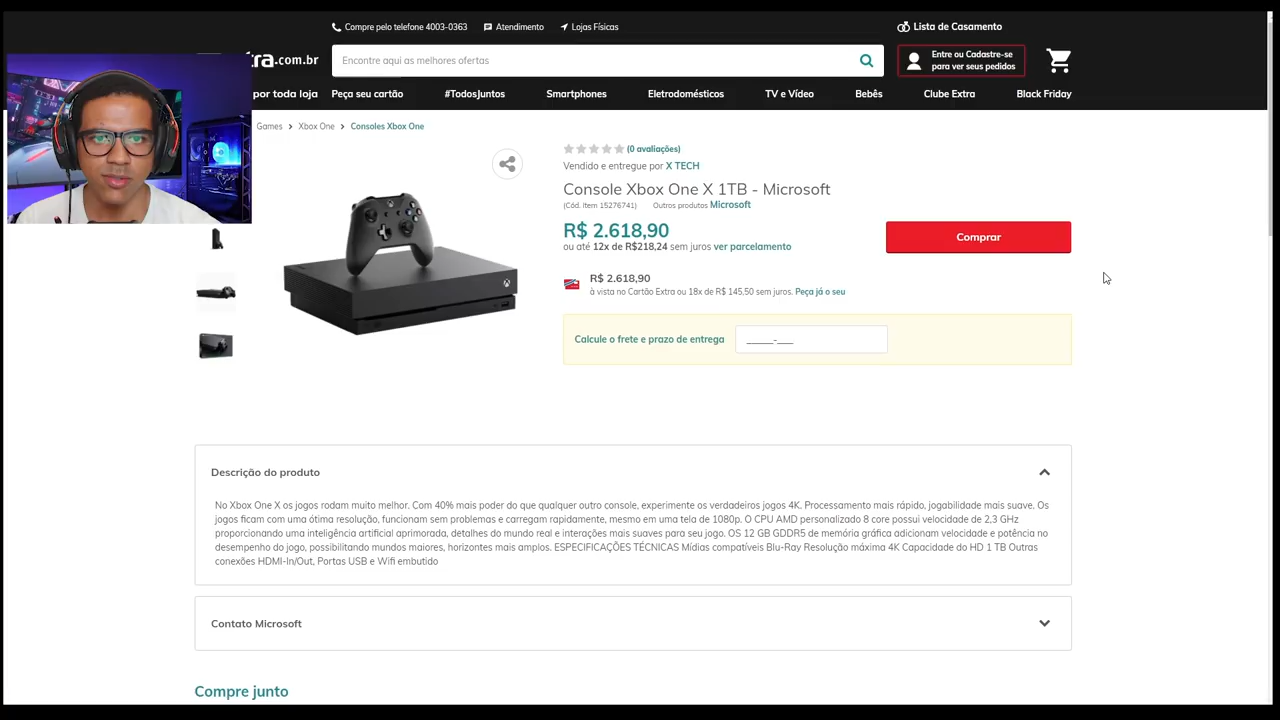 Compre pelo telefone 4003-0363 Atendimento Lojas Físicas Lista de Casamento
tra.com.br Encontre aqui as melhores ofertas Entre ou Cadastre-se
para ver seus pedidos
por toda loja Peça seu cartão #TodosJuntos Smartphones Eletrodomésticos TV e Vídeo Bebês Clube Extra Black Friday
Games Xbox One Consoles Xbox One
(0 avaliações)
Vendido e entregue por X TECH
Console Xbox One X 1TB - Microsoft
(Cód. Item 15276741) Outros produtos Microsoft
R$ 2.618,90
ou até 12x de R$218,24 sem juros ver parcelamento
Comprar
R$ 2.618,90
à vista no Cartão Extra ou 18x de R$ 145,50 sem juros. Peça já o seu
Calcule o frete e prazo de entrega _____-___
Descrição do produto
No Xbox One X os jogos rodam muito melhor. Com 40% mais poder do que qualquer outro console, experimente os verdadeiros jogos 4K. Processamento mais rápido, jogabilidade mais suave. Os
jogos ficam com uma ótima resolução, funcionam sem problemas e carregam rapidamente, mesmo em uma tela de 1080p. O CPU AMD personalizado 8 core possui velocidade de 2,3 GHz
proporcionando uma inteligência artificial aprimorada, detalhes do mundo real e interações mais suaves para seu jogo. OS 12 GB GDDR5 de memória gráfica adicionam velocidade e potência no
desempenho do jogo, possibilitando mundos maiores, horizontes mais amplos. ESPECIFICAÇÕES TÉCNICAS Mídias compatíveis Blu-Ray Resolução máxima 4K Capacidade do HD 1 TB Outras
conexões HDMI-In/Out, Portas USB e Wifi embutido
Contato Microsoft
Compre junto